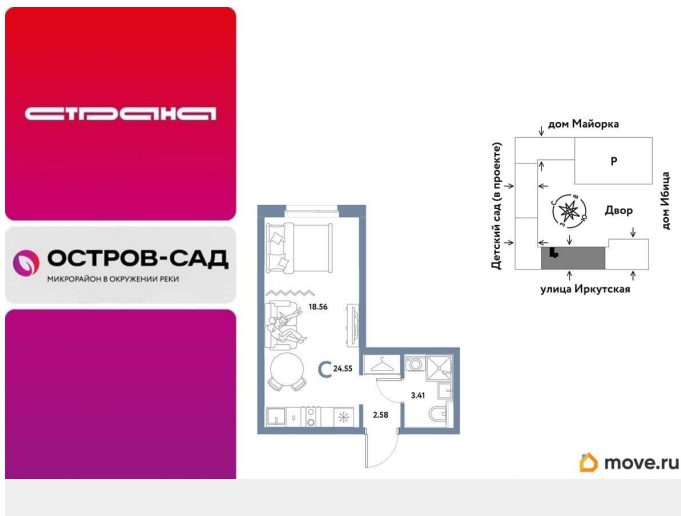 СТРАНА
ОСТРОВ-САД
МИКРОРАЙОН В ОКРУЖЕНИИ РЕКИ
18.56
С 24.55
3.41
2.58
дом Майорка
Р
Детский сад (в проекте)
С
В
Ю
З
Двор
дом Ибица
улица Иркутская
move.ru